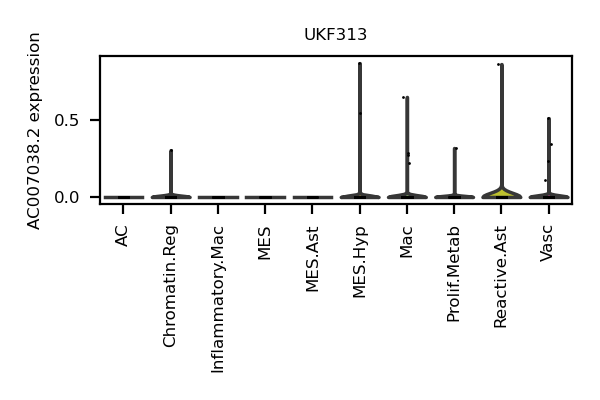 UKF313
AC007038.2 expression
0.5
0.0
AC
Chromatin.Reg
Inflammatory.Mac
MES
MES.Ast
MES.Hyp
Mac
Prolif.Metab
Reactive.Ast
Vasc